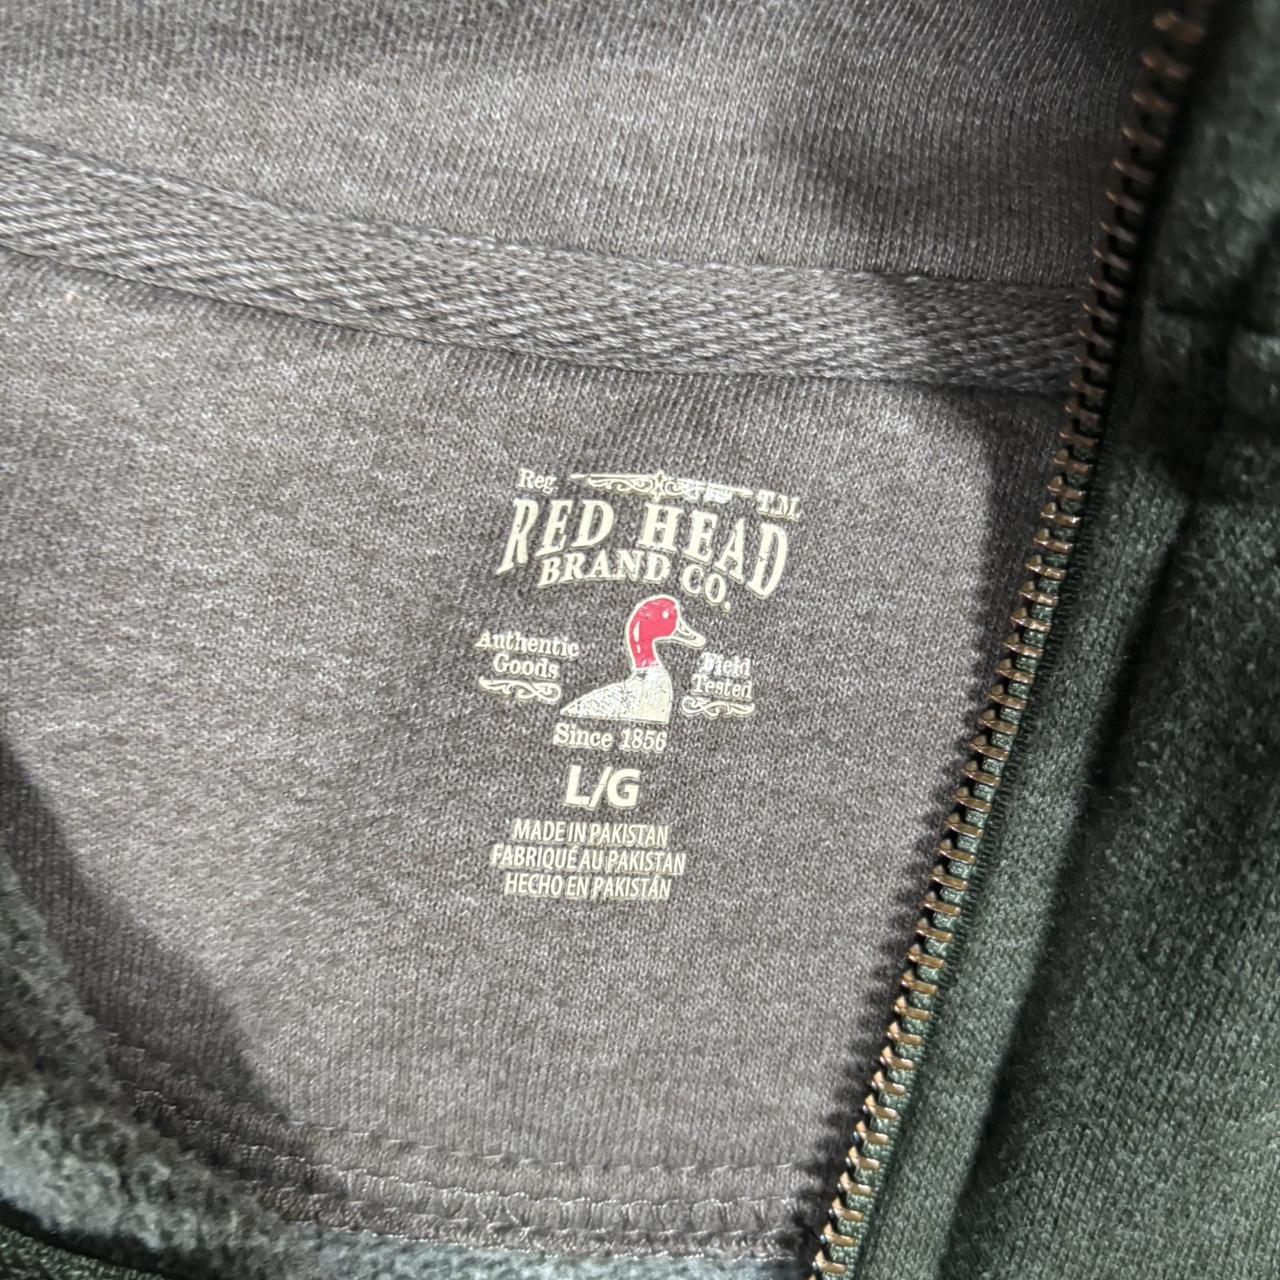 Reg. TM
RED HEAD
BRAND CO.
Authentic
Goods
Field
Tested
Since 1856
L/G
MADE IN PAKISTAN
FABRIQUÉ AU PAKISTAN
HECHO EN PAKISTÁN